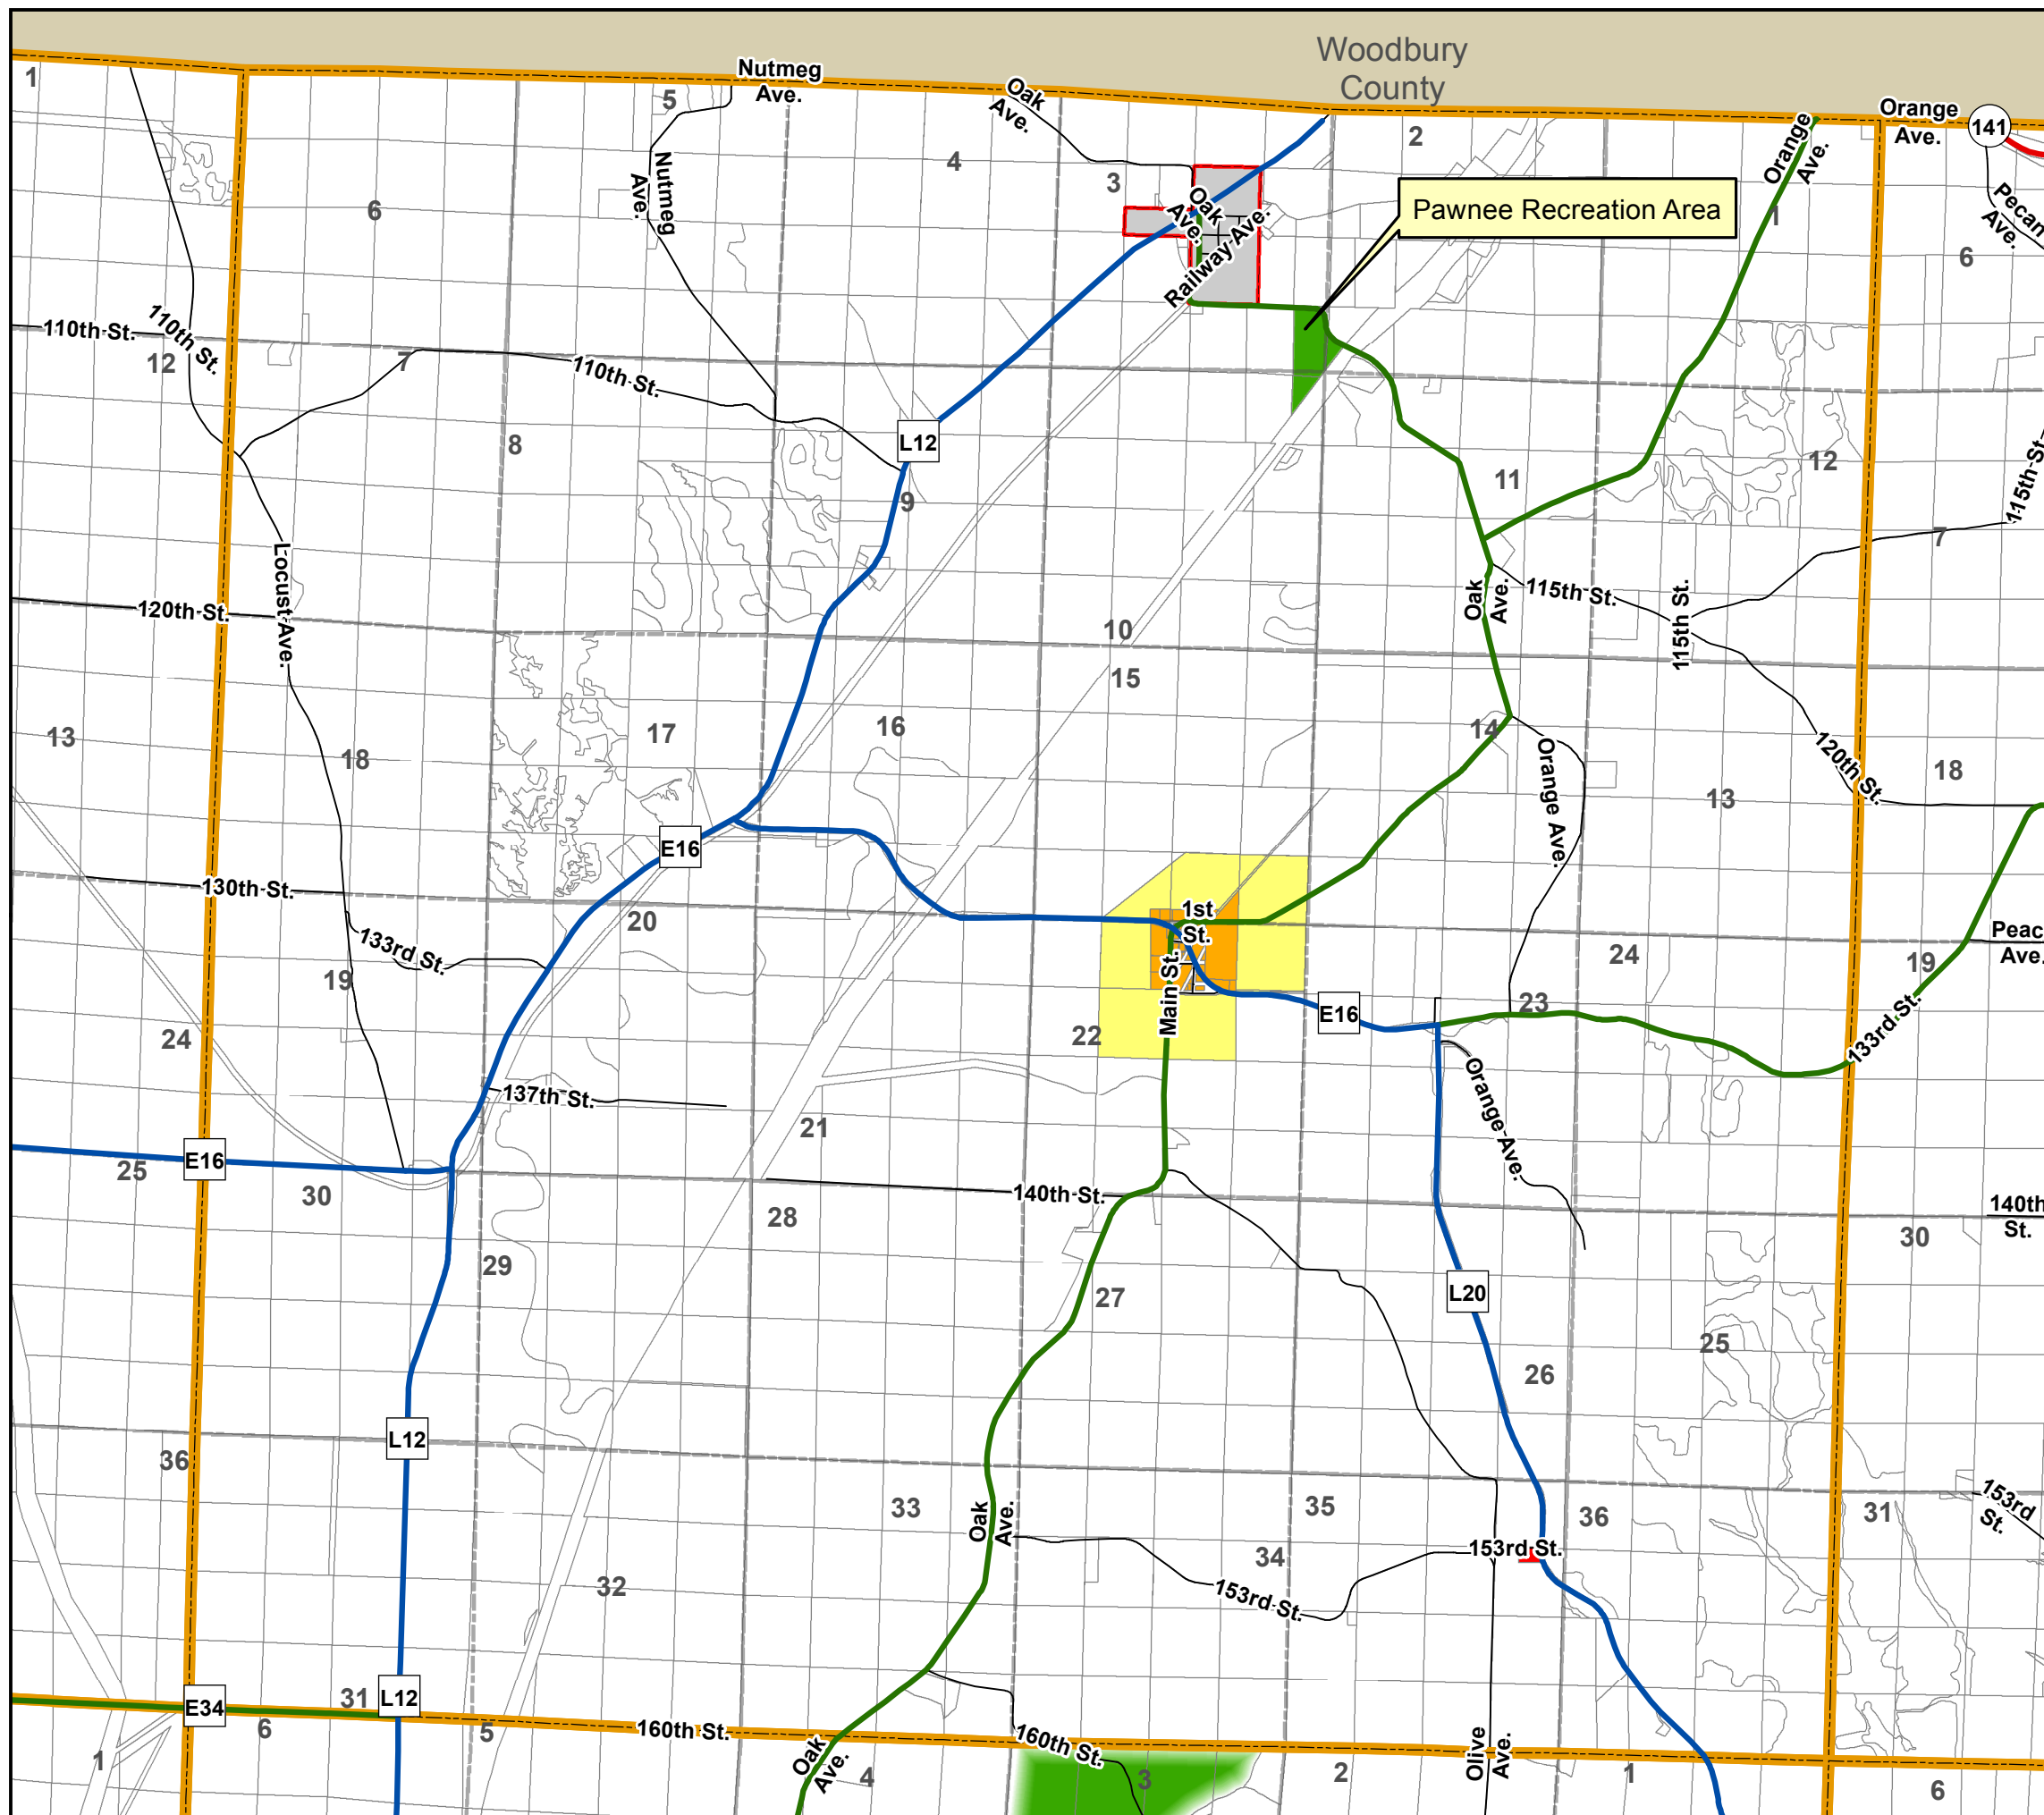 Woodbury
County
Nutmeg
Ave.
Oak
Ave.
Orange
Ave.
Orange
Ave.
141
1
5
4
3
2
1
6
6
Nutmeg
Ave.
Oak
Ave.
Railway Ave.
Pawnee Recreation Area
Pecan
Ave.
110th St.
110th St.
110th St.
12
7
8
L12
9
11
12
7
115th St.
Locust Ave.
120th St.
Oak
Ave.
115th St.
115th St.
10
15
13
18
17
16
14
Orange Ave.
13
120th St.
18
E16
130th St.
20
1st
St.
133rd St.
19
Main St.
24
22
E16
23
24
19
Peac
Ave.
133rd St.
Orange Ave.
137th St.
21
E16
25
30
28
140th St.
29
27
L20
26
25
30
140th
St.
L12
36
33
Oak
Ave.
35
36
31
153rd
St.
34
153rd St.
153rd St.
32
31
L12
E34
6
5
1
160th St.
Oak
Ave.
4
160th St.
3
2
Olive
Ave.
1
6